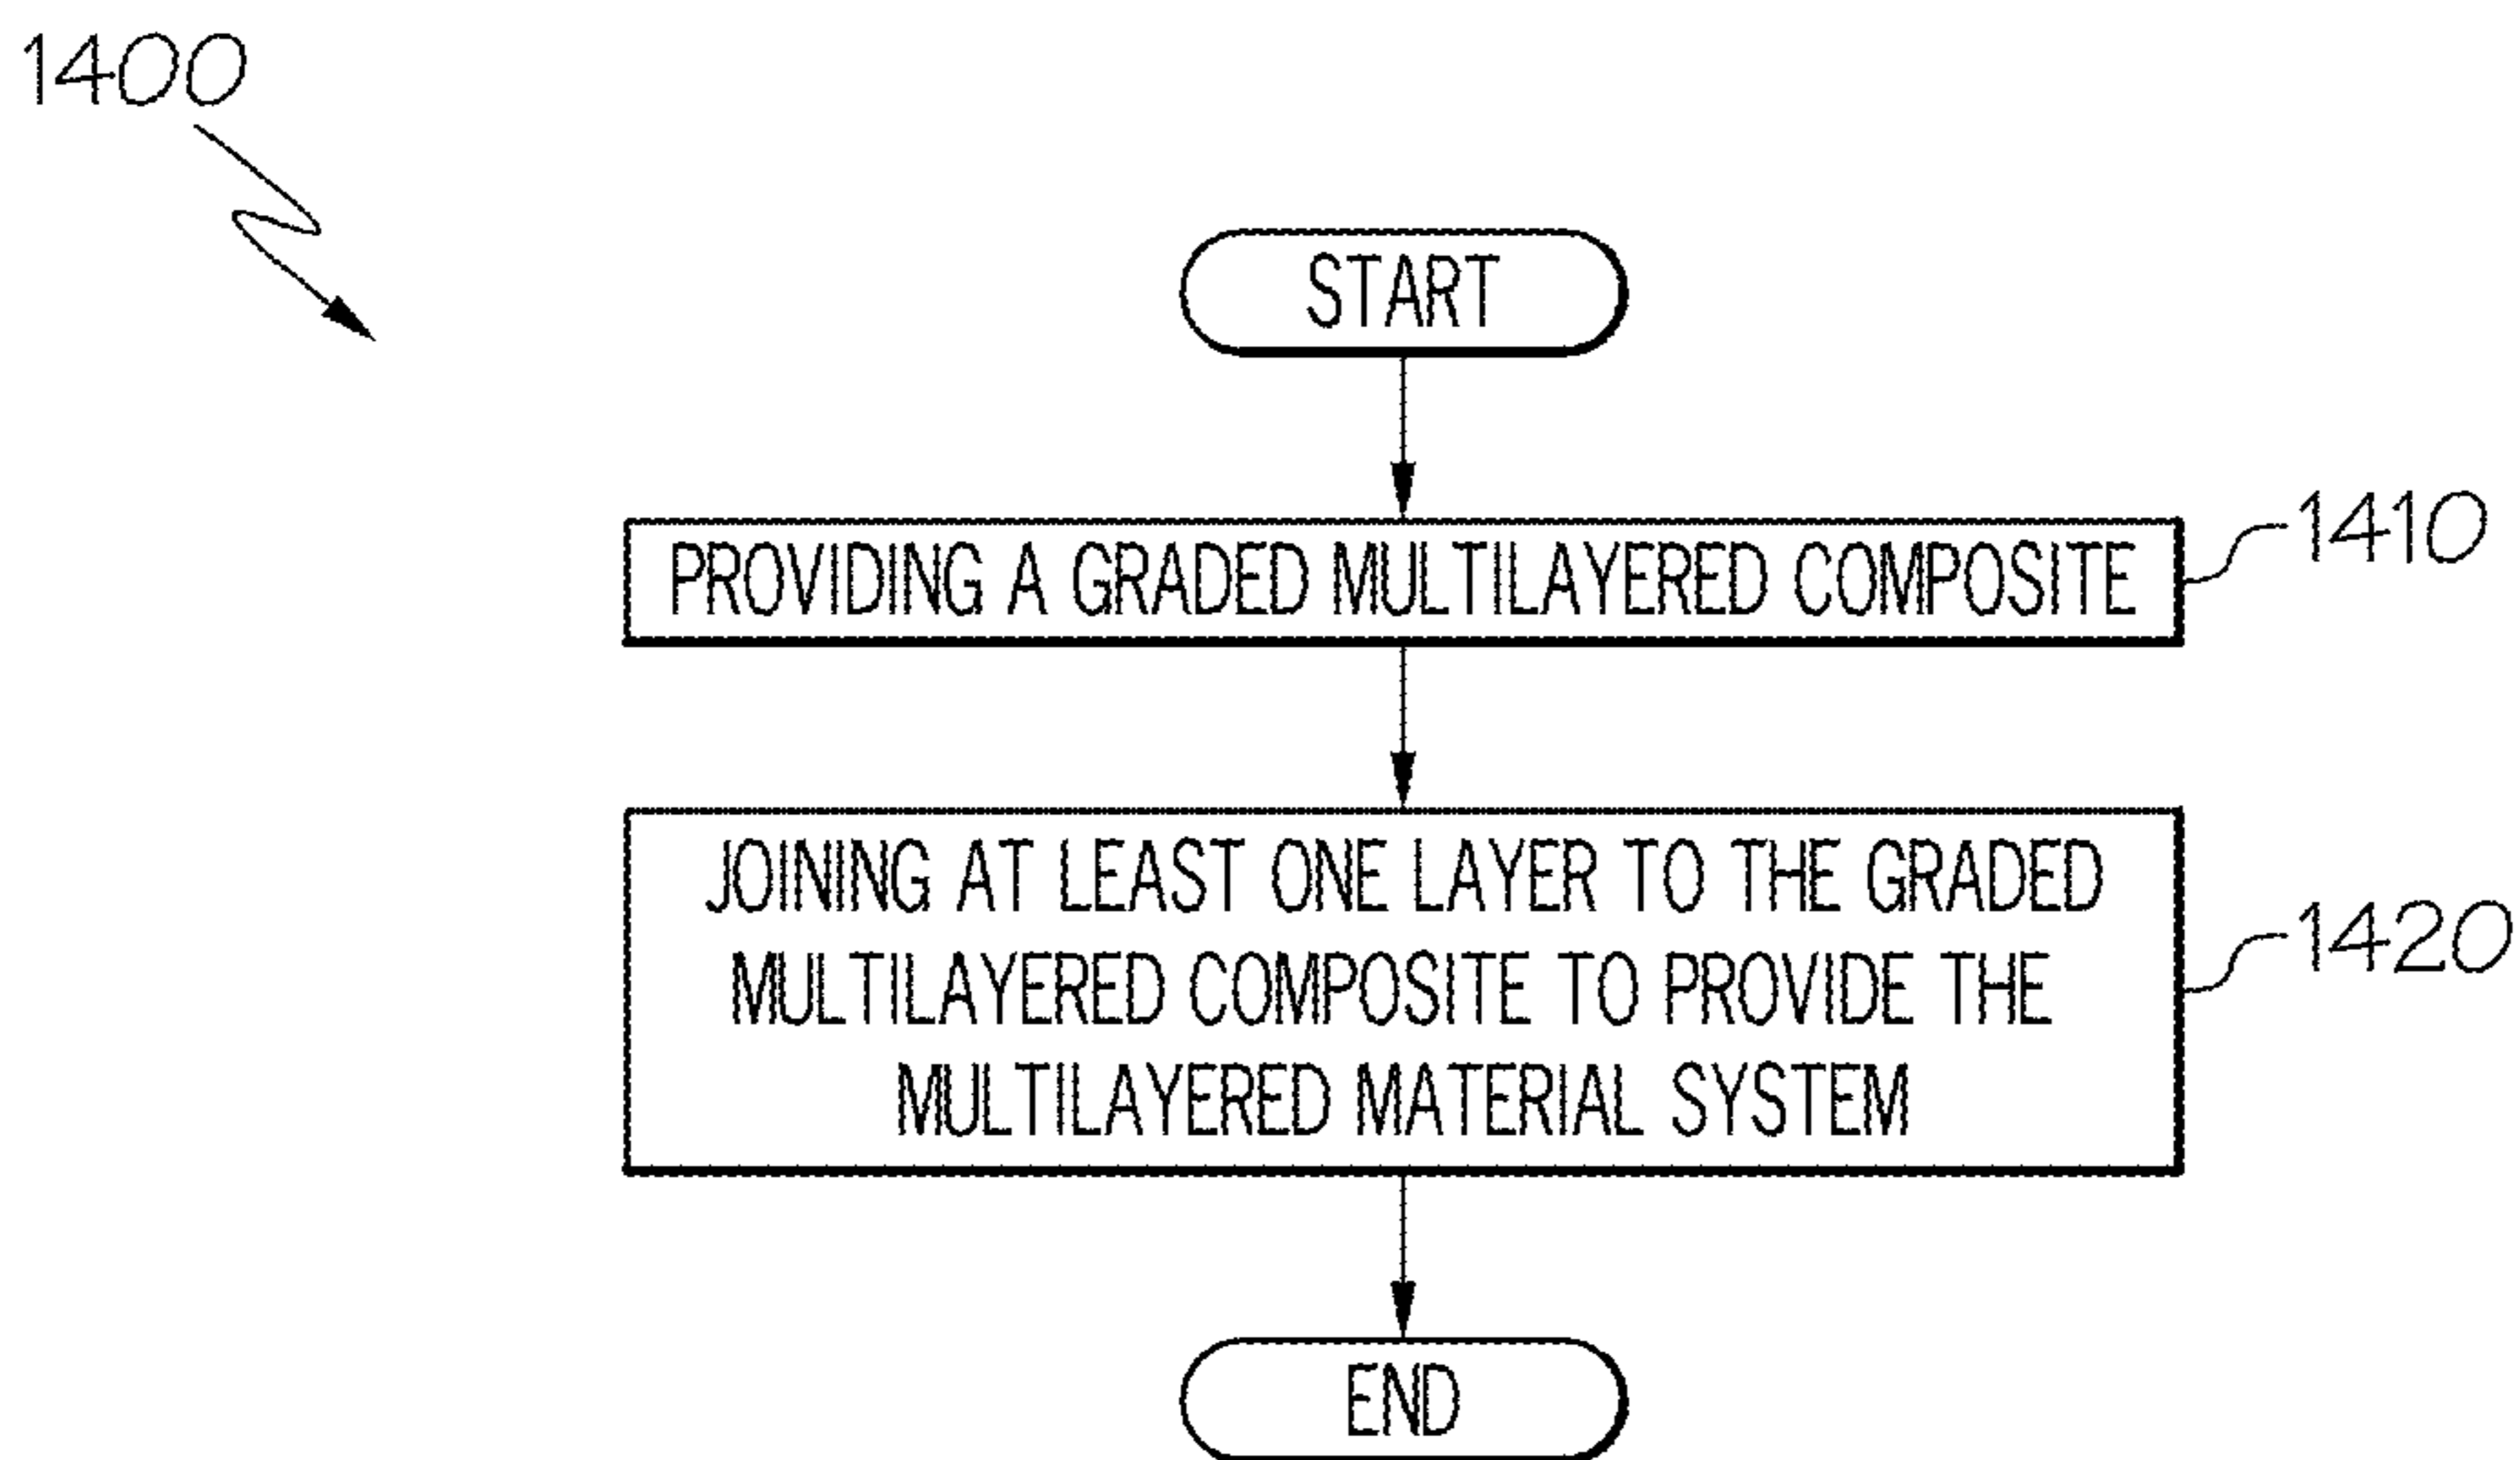 1400
START
PROVIDING A GRADED MULTILAYERED COMPOSITE
1410
JOINING AT LEAST ONE LAYER TO THE GRADED
MULTILAYERED COMPOSITE TO PROVIDE THE
MULTILAYERED MATERIAL SYSTEM
1420
END